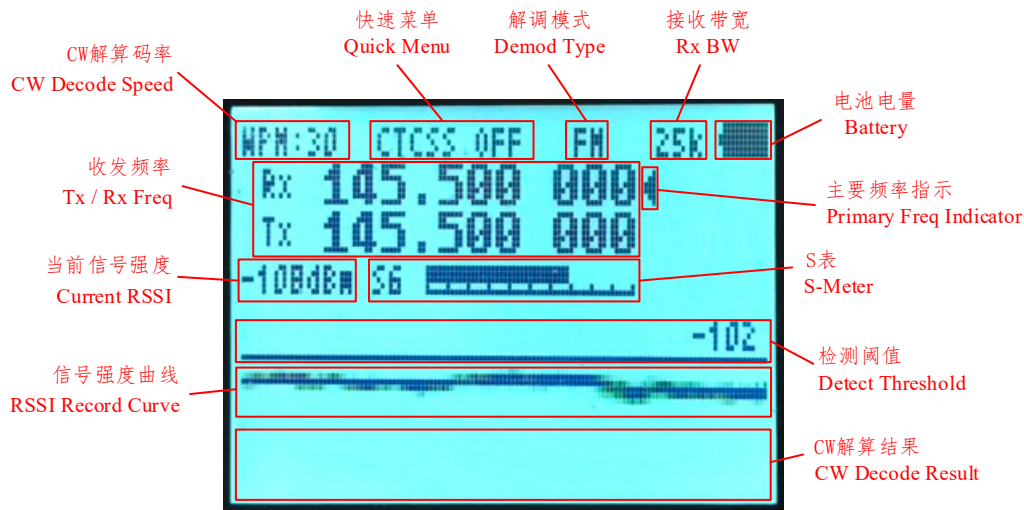 快速菜单
Quick Menu
解调模式
Demod Type
接收带宽
Rx BW
CW解算码率
CW Decode Speed
电池电量
Battery
WPM:30 CTCSS OFF FM 25k
收发频率
Tx / Rx Freq
Rx 145.500 000
Tx 145.500 000
主要频率指示
Primary Freq Indicator
当前信号强度
Current RSSI
-108dBm S6
S表
S-Meter
-102
检测阈值
Detect Threshold
信号强度曲线
RSSI Record Curve
CW解算结果
CW Decode Result